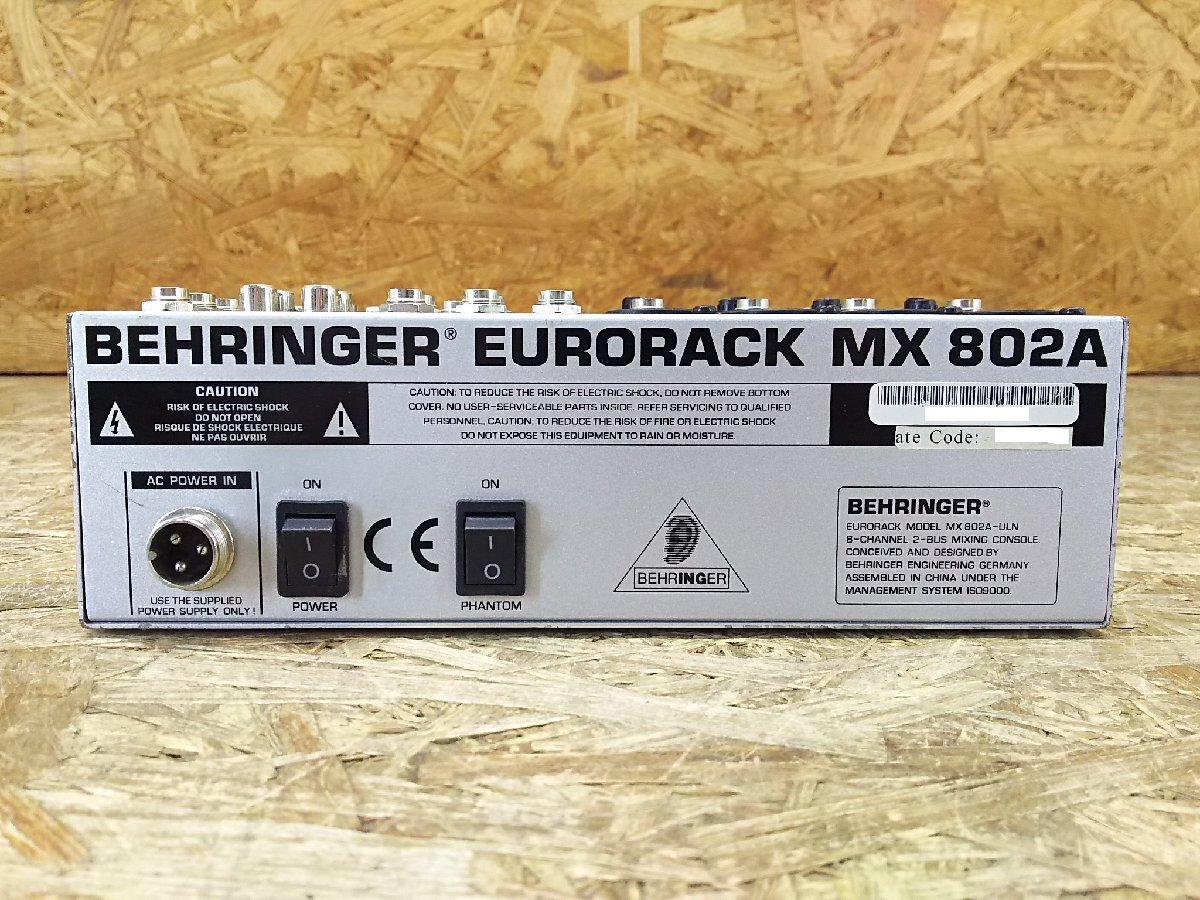 BEHRINGER® EURORACK MX 802A
CAUTION
RISK OF ELECTRIC SHOCK
DO NOT OPEN
RISQUE DE SHOCK ELECTRIQUE
NE PAS OUVRIR
CAUTION: TO REDUCE THE RISK OF ELECTRIC SHOCK, DO NOT REMOVE BOTTOM
COVER. NO USER-SERVICEABLE PARTS INSIDE. REFER SERVICING TO QUALIFIED
PERSONNEL. CAUTION: TO REDUCE THE RISK OF FIRE OR ELECTRIC SHOCK
DO NOT EXPOSE THIS EQUIPMENT TO RAIN OR MOISTURE.
ate Code:
AC POWER IN
USE THE SUPPLIED
POWER SUPPLY ONLY!
ON
I
O
POWER
CE
ON
I
O
PHANTOM
BEHRINGER
BEHRINGER®
EURORACK MODEL MX802A-ULN
8-CHANNEL 2-BUS MIXING CONSOLE.
CONCEIVED AND DESIGNED BY
BEHRINGER ENGINEERING GERMANY.
ASSEMBLED IN CHINA UNDER THE
MANAGEMENT SYSTEM ISO9000.